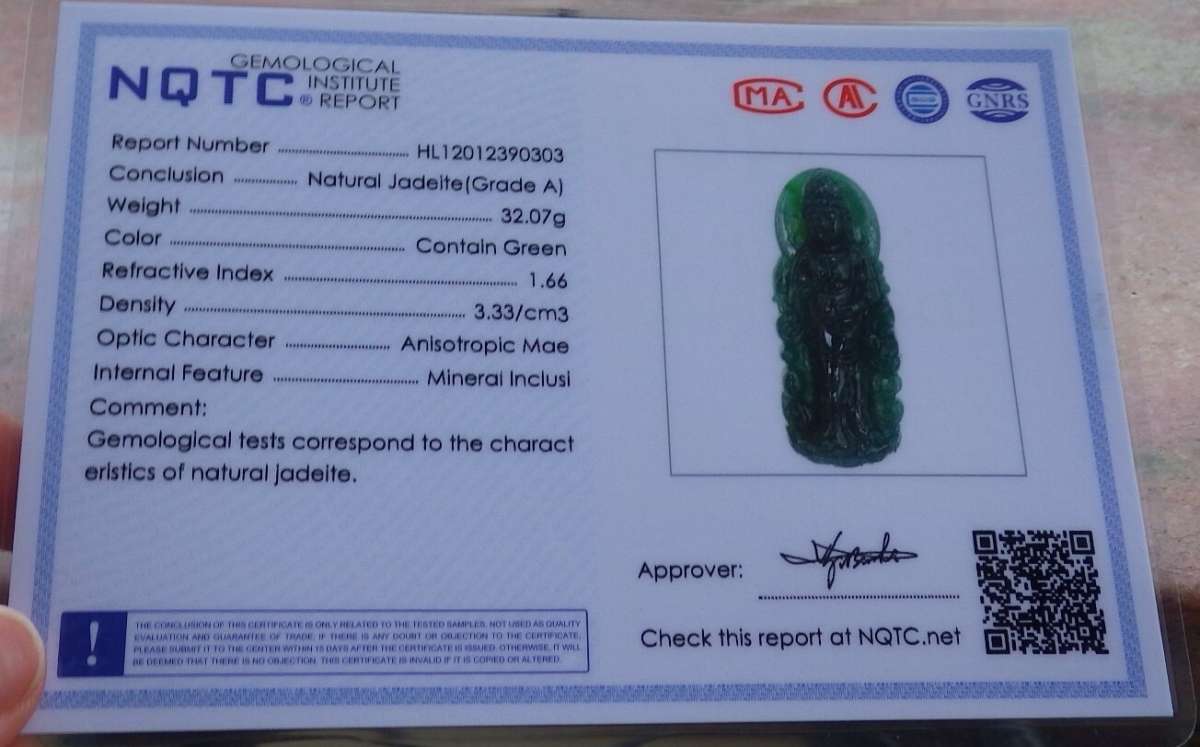 NQTC® GEMOLOGICAL INSTITUTE REPORT
MA
GNRS
Report Number ........ HL12012390303
Conclusion ........ Natural Jadeite(Grade A)
Weight ........ 32.07g
Color ........ Contain Green
Refractive Index ........ 1.66
Density ........ 3.33/cm3
Optic Character ........ Anisotropic Mae
Internal Feature ........ Mineral Inclusi
Comment:
Gemological tests correspond to the charact
eristics of natural jadeite.
!
THE CONCLUSION OF THIS CERTIFICATE IS ONLY RELATED TO THE TESTED SAMPLES, NOT USED AS QUALITY
EVALUATION AND GUARANTEE OF TRADE. IF THERE IS ANY DOUBT OR OBJECTION TO THE CERTIFICATE,
PLEASE SUBMIT IT TO THE CENTER WITHIN 15 DAYS AFTER THE CERTIFICATE IS ISSUED. OTHERWISE, IT WILL
BE DEEMED THAT THERE IS NO OBJECTION. THIS CERTIFICATE IS INVALID IF IT IS COPIED OR ALTERED.
Approver:
Check this report at NQTC.net